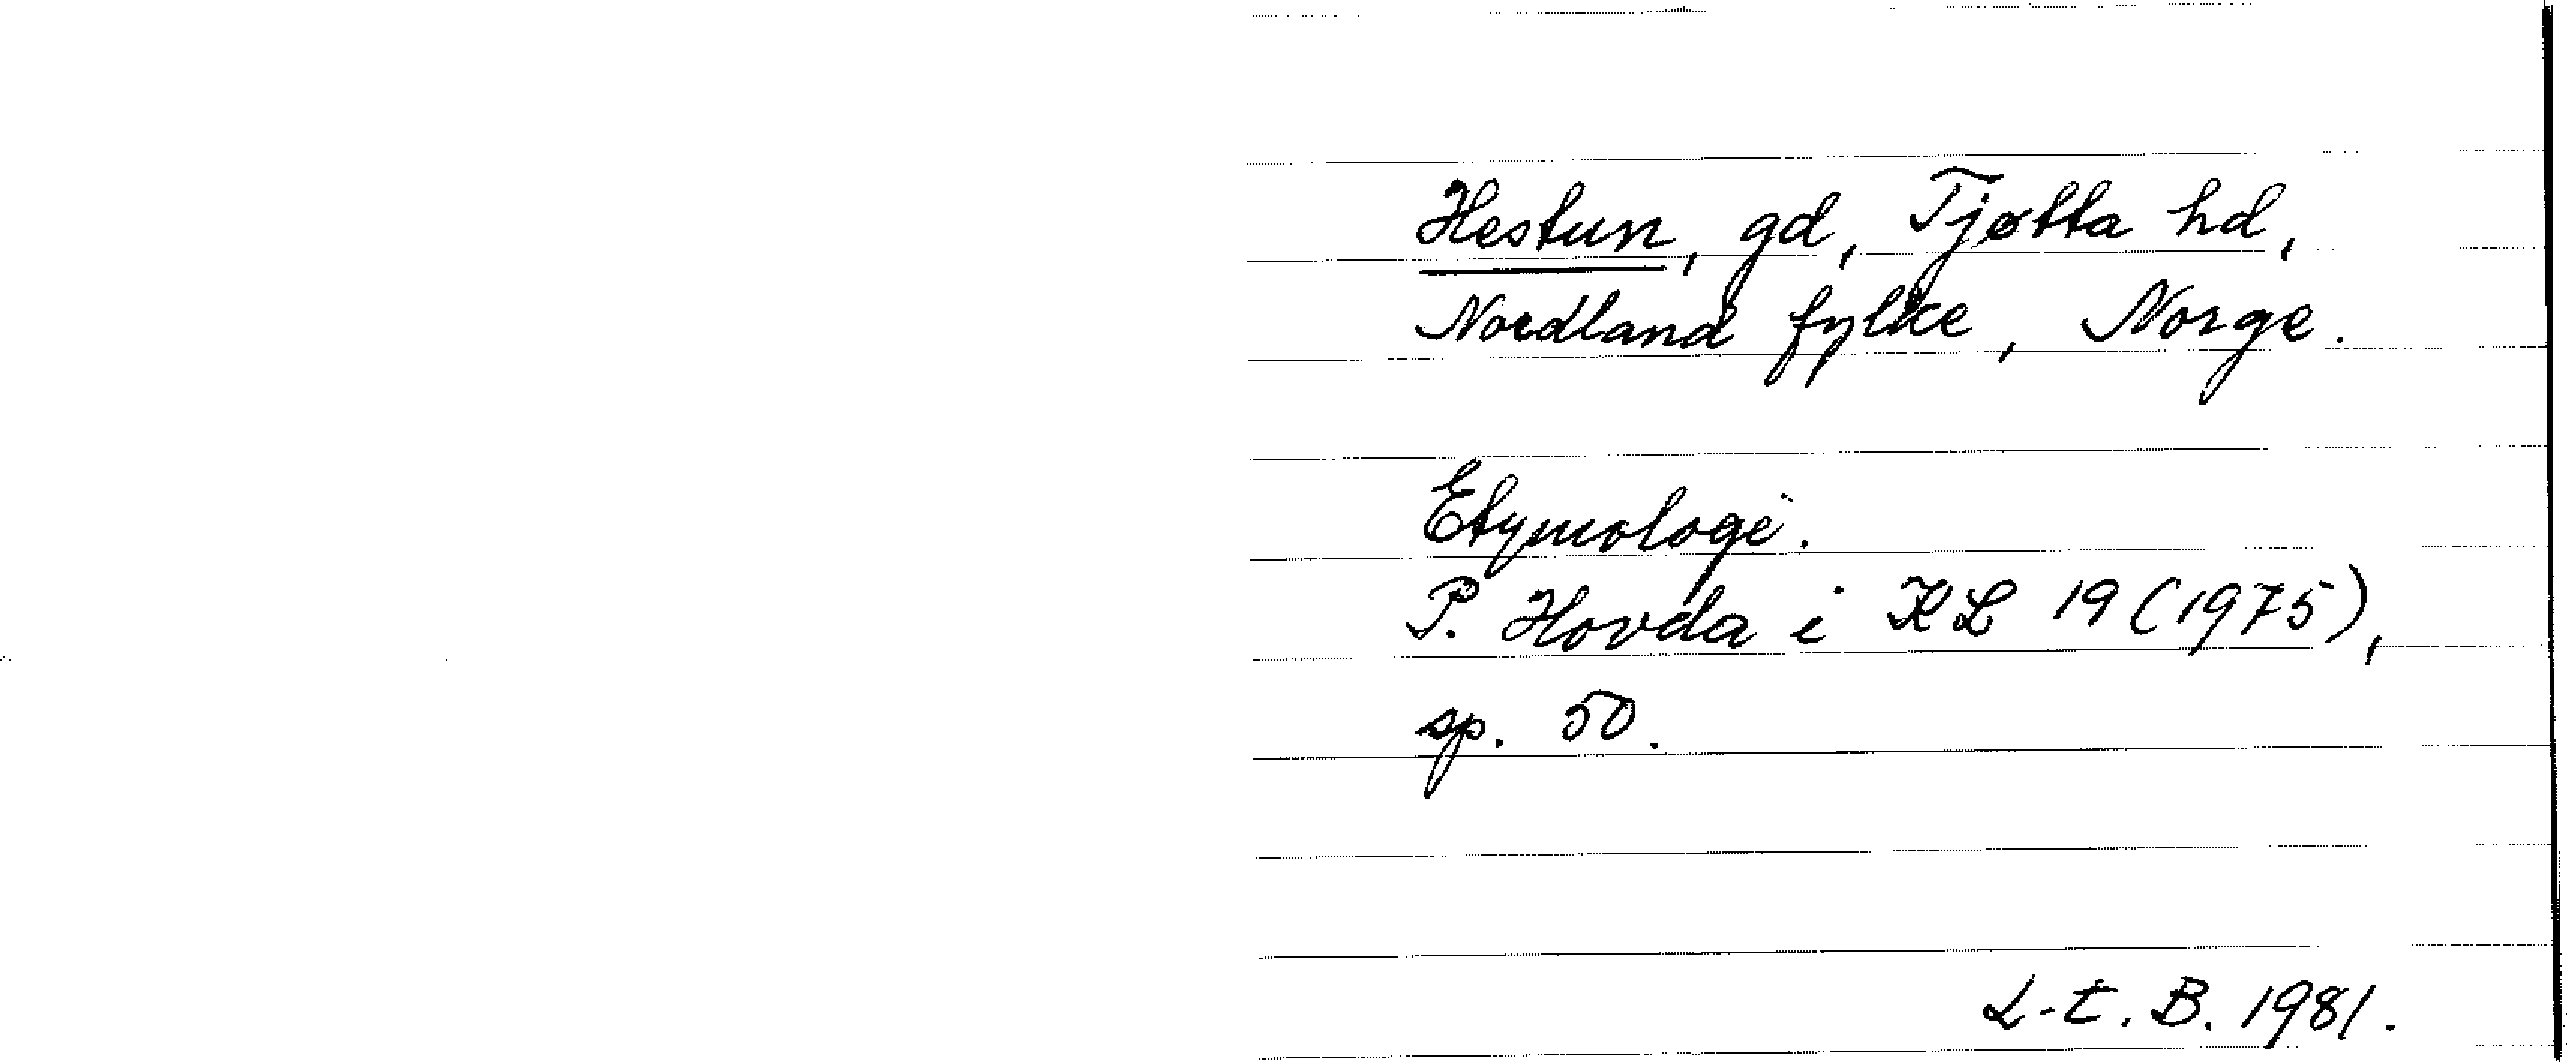 Hestun, gd, Tjøtta hd,
Nordland fylke, Norge.
Etymologi.
P. Hovda i KL 19 (1975),
sp. 50.
L-E. B. 1981.